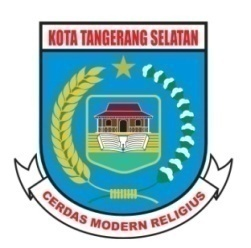 KOTA TANGERANG SELATAN
CERDAS MODERN RELIGIUS